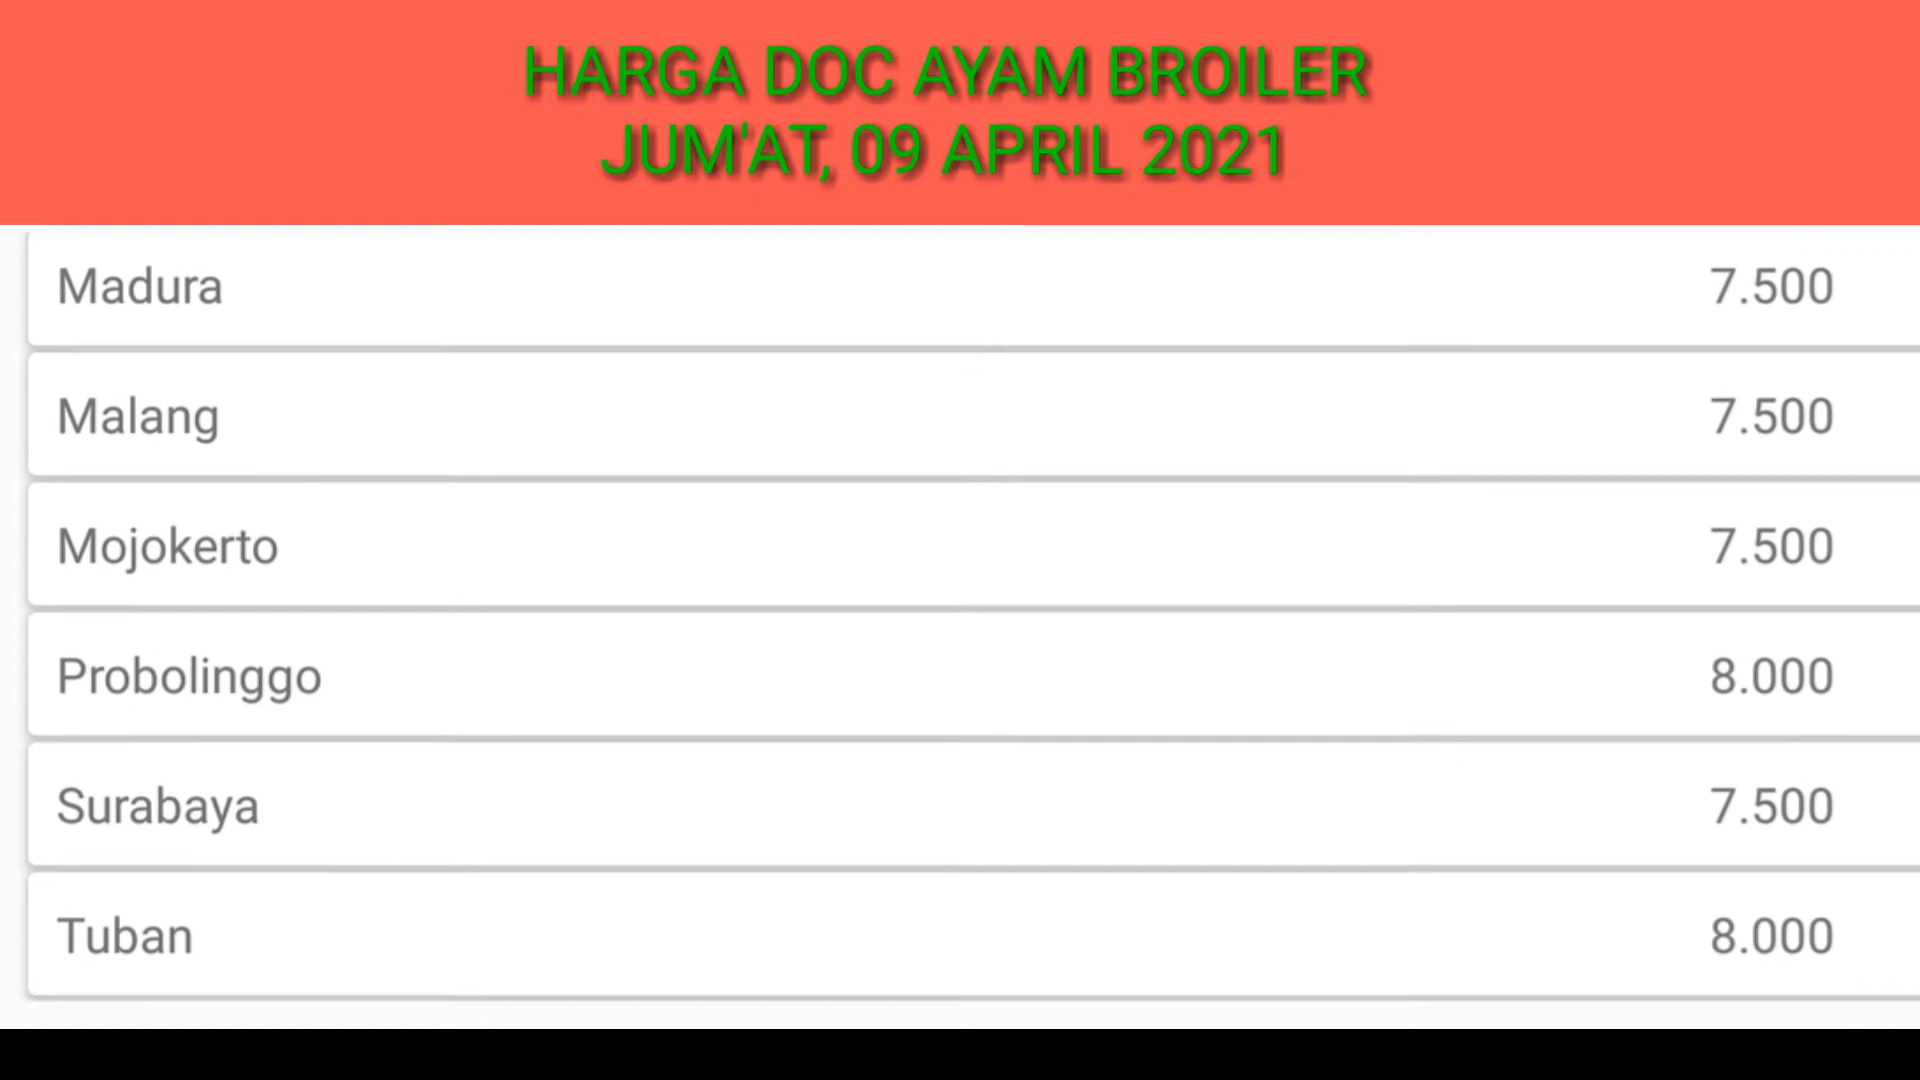 HARGA DOC AYAM BROILER
JUM'AT, 09 APRIL 2021
Madura 7.500
Malang 7.500
Mojokerto 7.500
Probolinggo 8.000
Surabaya 7.500
Tuban 8.000